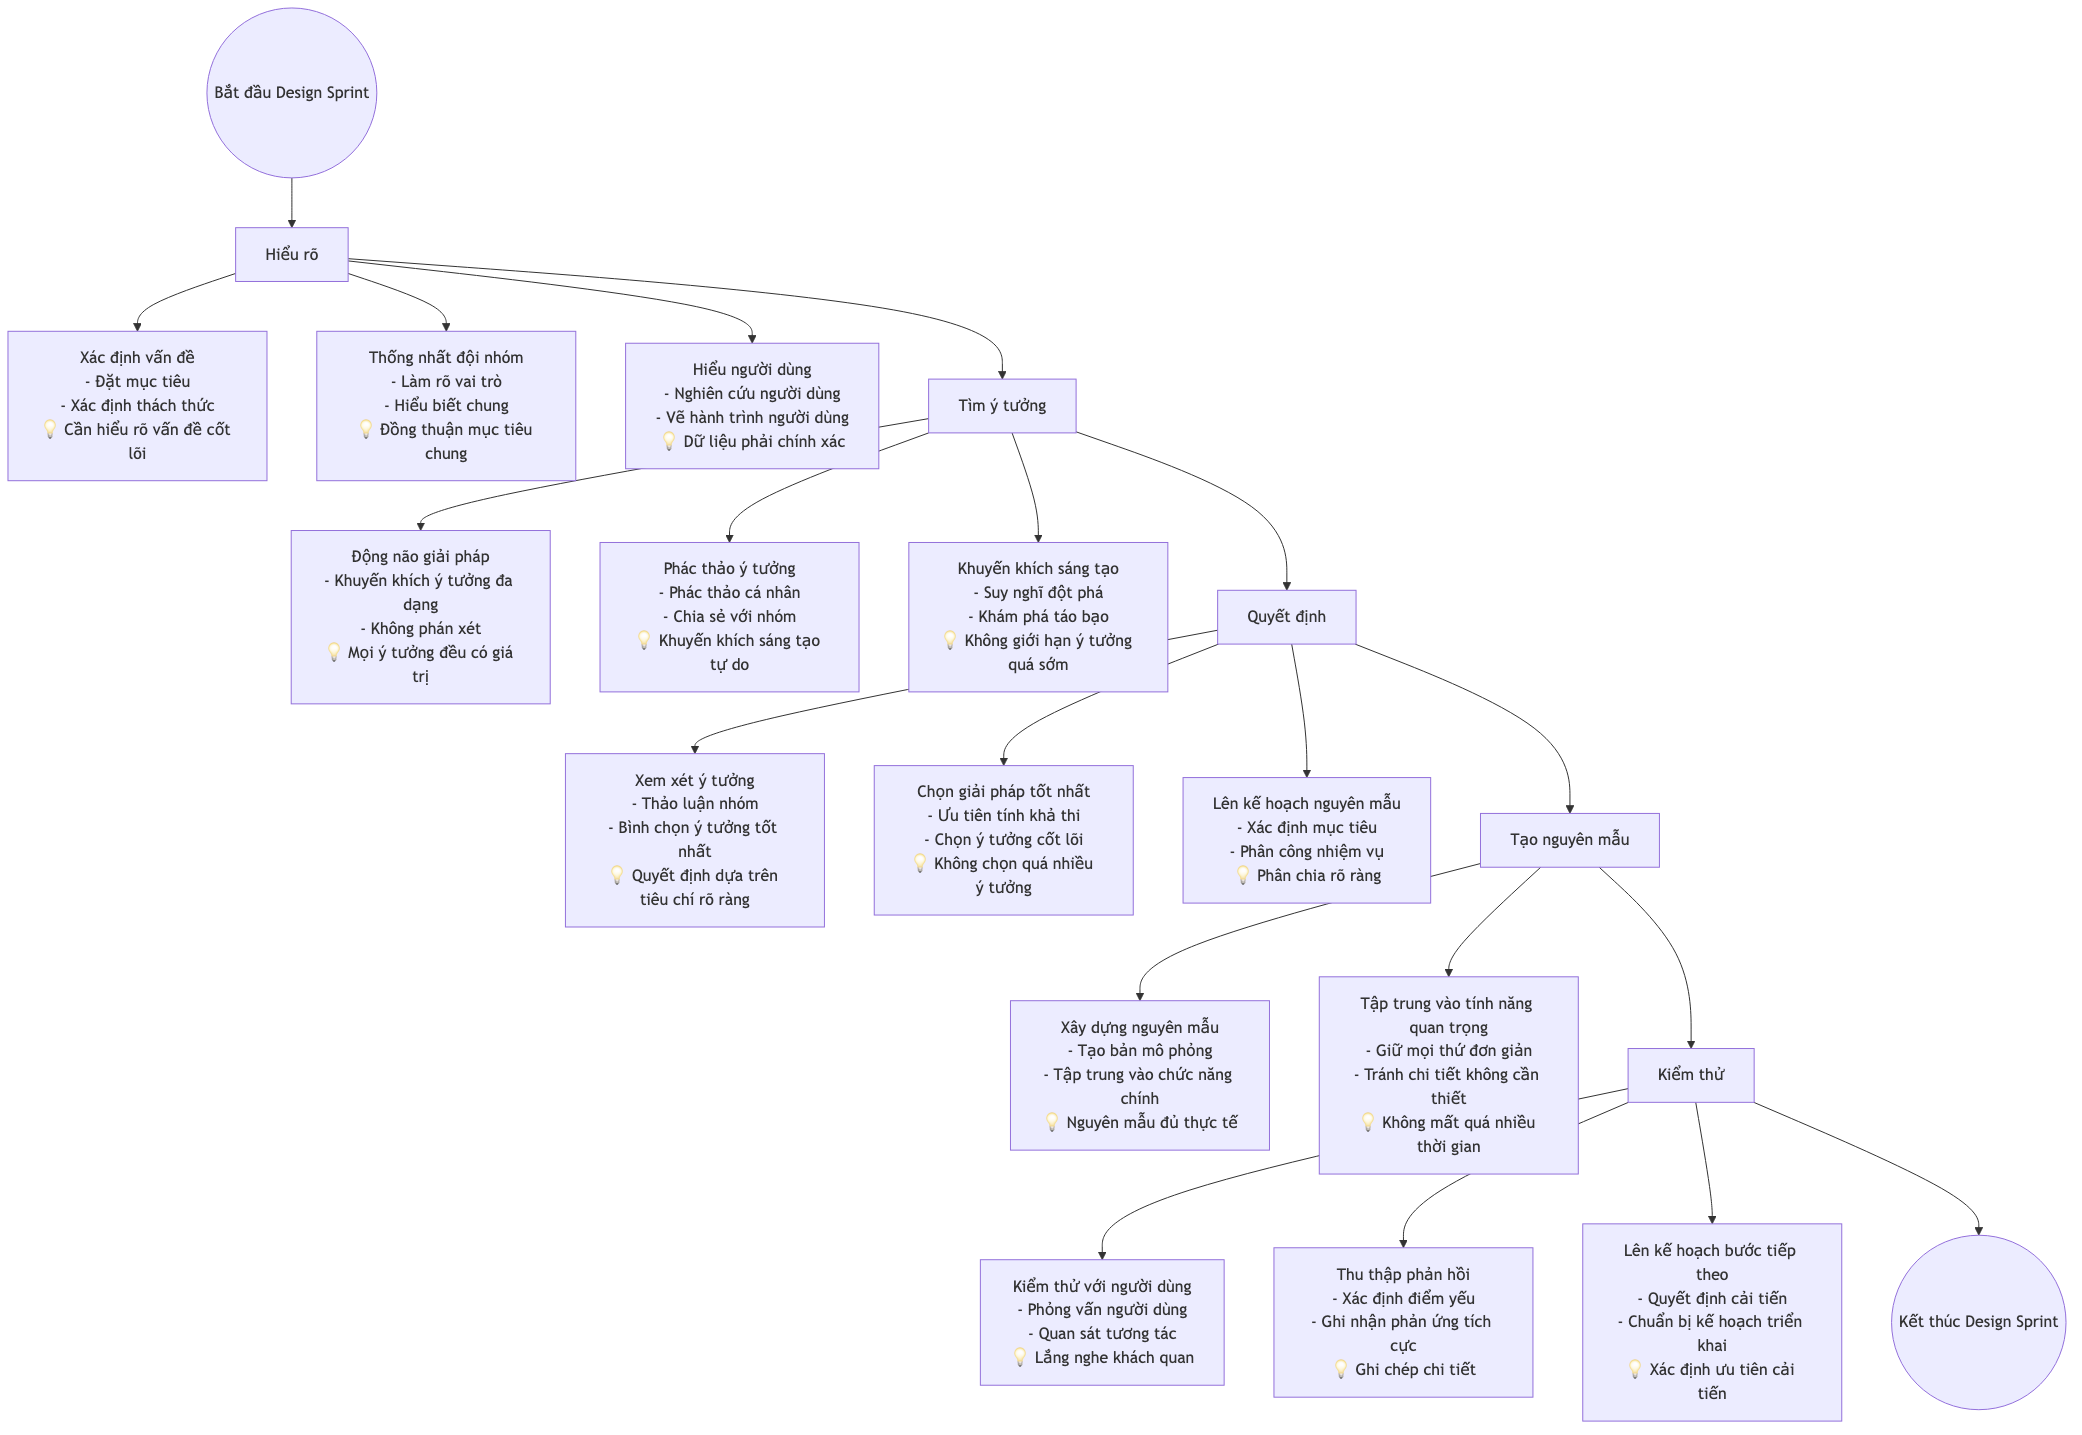 Bắt đầu Design Sprint
Hiểu rõ
Xác định vấn đề
- Đặt mục tiêu
- Xác định thách thức
💡 Cần hiểu rõ vấn đề cốt
lõi
Thống nhất đội nhóm
- Làm rõ vai trò
- Hiểu biết chung
💡 Đồng thuận mục tiêu
chung
Hiểu người dùng
- Nghiên cứu người dùng
- Vẽ hành trình người dùng
💡 Dữ liệu phải chính xác
Tìm ý tưởng
Động não giải pháp
- Khuyến khích ý tưởng đa
dạng
- Không phán xét
💡 Mọi ý tưởng đều có giá
trị
Phác thảo ý tưởng
- Phác thảo cá nhân
- Chia sẻ với nhóm
💡 Khuyến khích sáng tạo
tự do
Khuyến khích sáng tạo
- Suy nghĩ đột phá
- Khám phá táo bạo
💡 Không giới hạn ý tưởng
quá sớm
Quyết định
Xem xét ý tưởng
- Thảo luận nhóm
- Bình chọn ý tưởng tốt
nhất
💡 Quyết định dựa trên
tiêu chí rõ ràng
Chọn giải pháp tốt nhất
- Ưu tiên tính khả thi
- Chọn ý tưởng cốt lõi
💡 Không chọn quá nhiều
ý tưởng
Lên kế hoạch nguyên mẫu
- Xác định mục tiêu
- Phân công nhiệm vụ
💡 Phân chia rõ ràng
Tạo nguyên mẫu
Xây dựng nguyên mẫu
- Tạo bản mô phỏng
- Tập trung vào chức năng
chính
💡 Nguyên mẫu đủ thực tế
Tập trung vào tính năng
quan trọng
- Giữ mọi thứ đơn giản
- Tránh chi tiết không cần
thiết
💡 Không mất quá nhiều
thời gian
Kiểm thử
Kiểm thử với người dùng
- Phỏng vấn người dùng
- Quan sát tương tác
💡 Lắng nghe khách quan
Thu thập phản hồi
- Xác định điểm yếu
- Ghi nhận phản ứng tích
cực
💡 Ghi chép chi tiết
Lên kế hoạch bước tiếp
theo
- Quyết định cải tiến
- Chuẩn bị kế hoạch triển
khai
💡 Xác định ưu tiên cải
tiến
Kết thúc Design Sprint